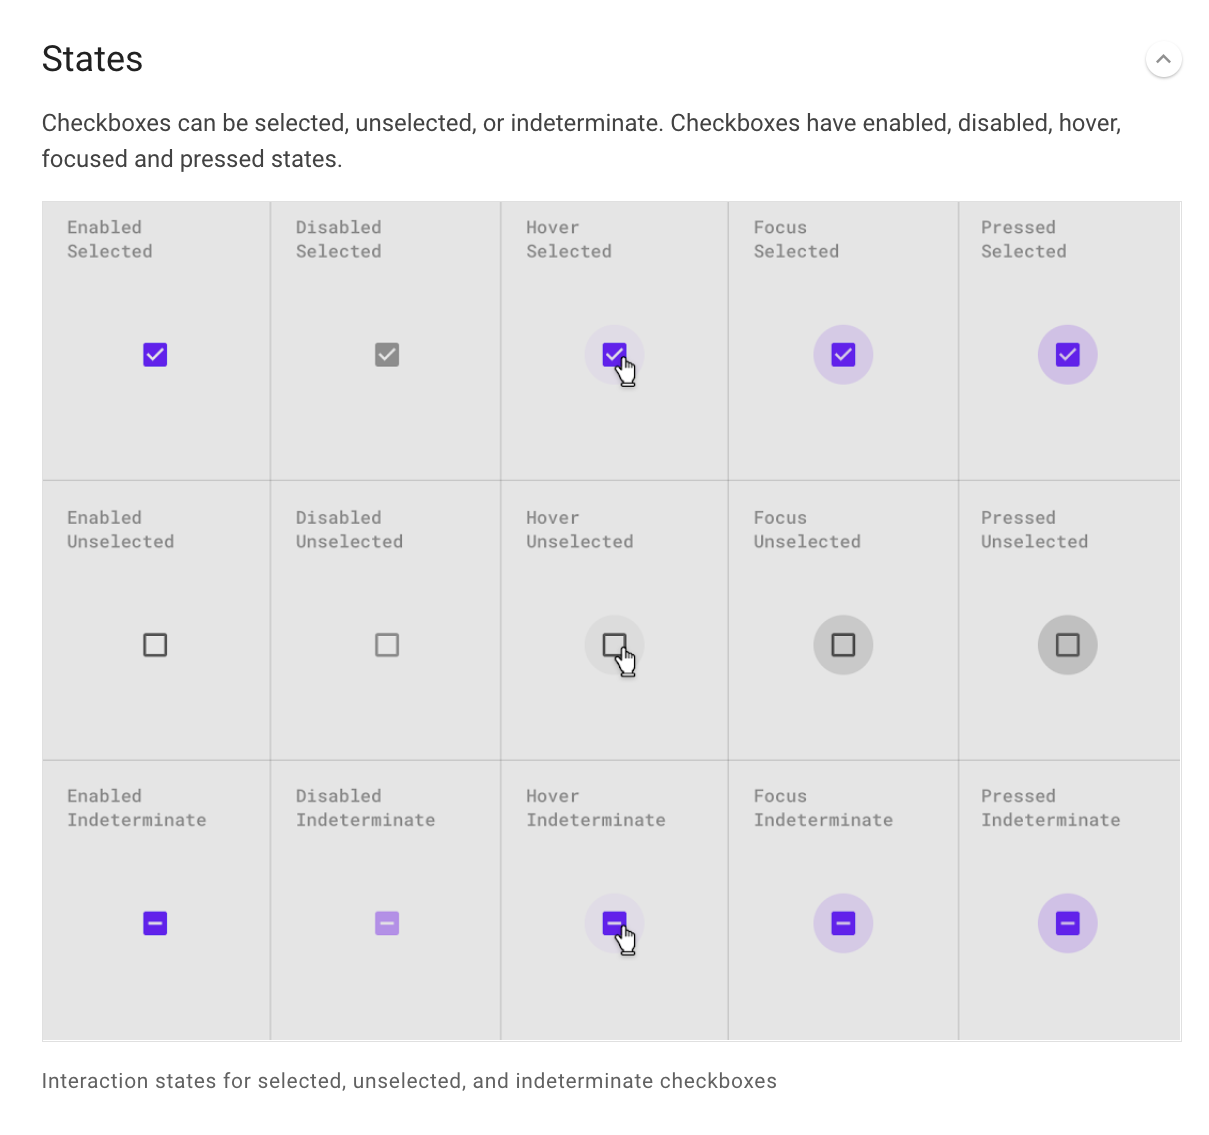 States
Checkboxes can be selected, unselected, or indeterminate. Checkboxes have enabled, disabled, hover,
focused and pressed states.
Enabled
Selected
Disabled
Selected
Hover
Selected
Focus
Selected
Pressed
Selected
Enabled
Unselected
Disabled
Unselected
Hover
Unselected
Focus
Unselected
Pressed
Unselected
Enabled
Indeterminate
Disabled
Indeterminate
Hover
Indeterminate
Focus
Indeterminate
Pressed
Indeterminate
Interaction states for selected, unselected, and indeterminate checkboxes